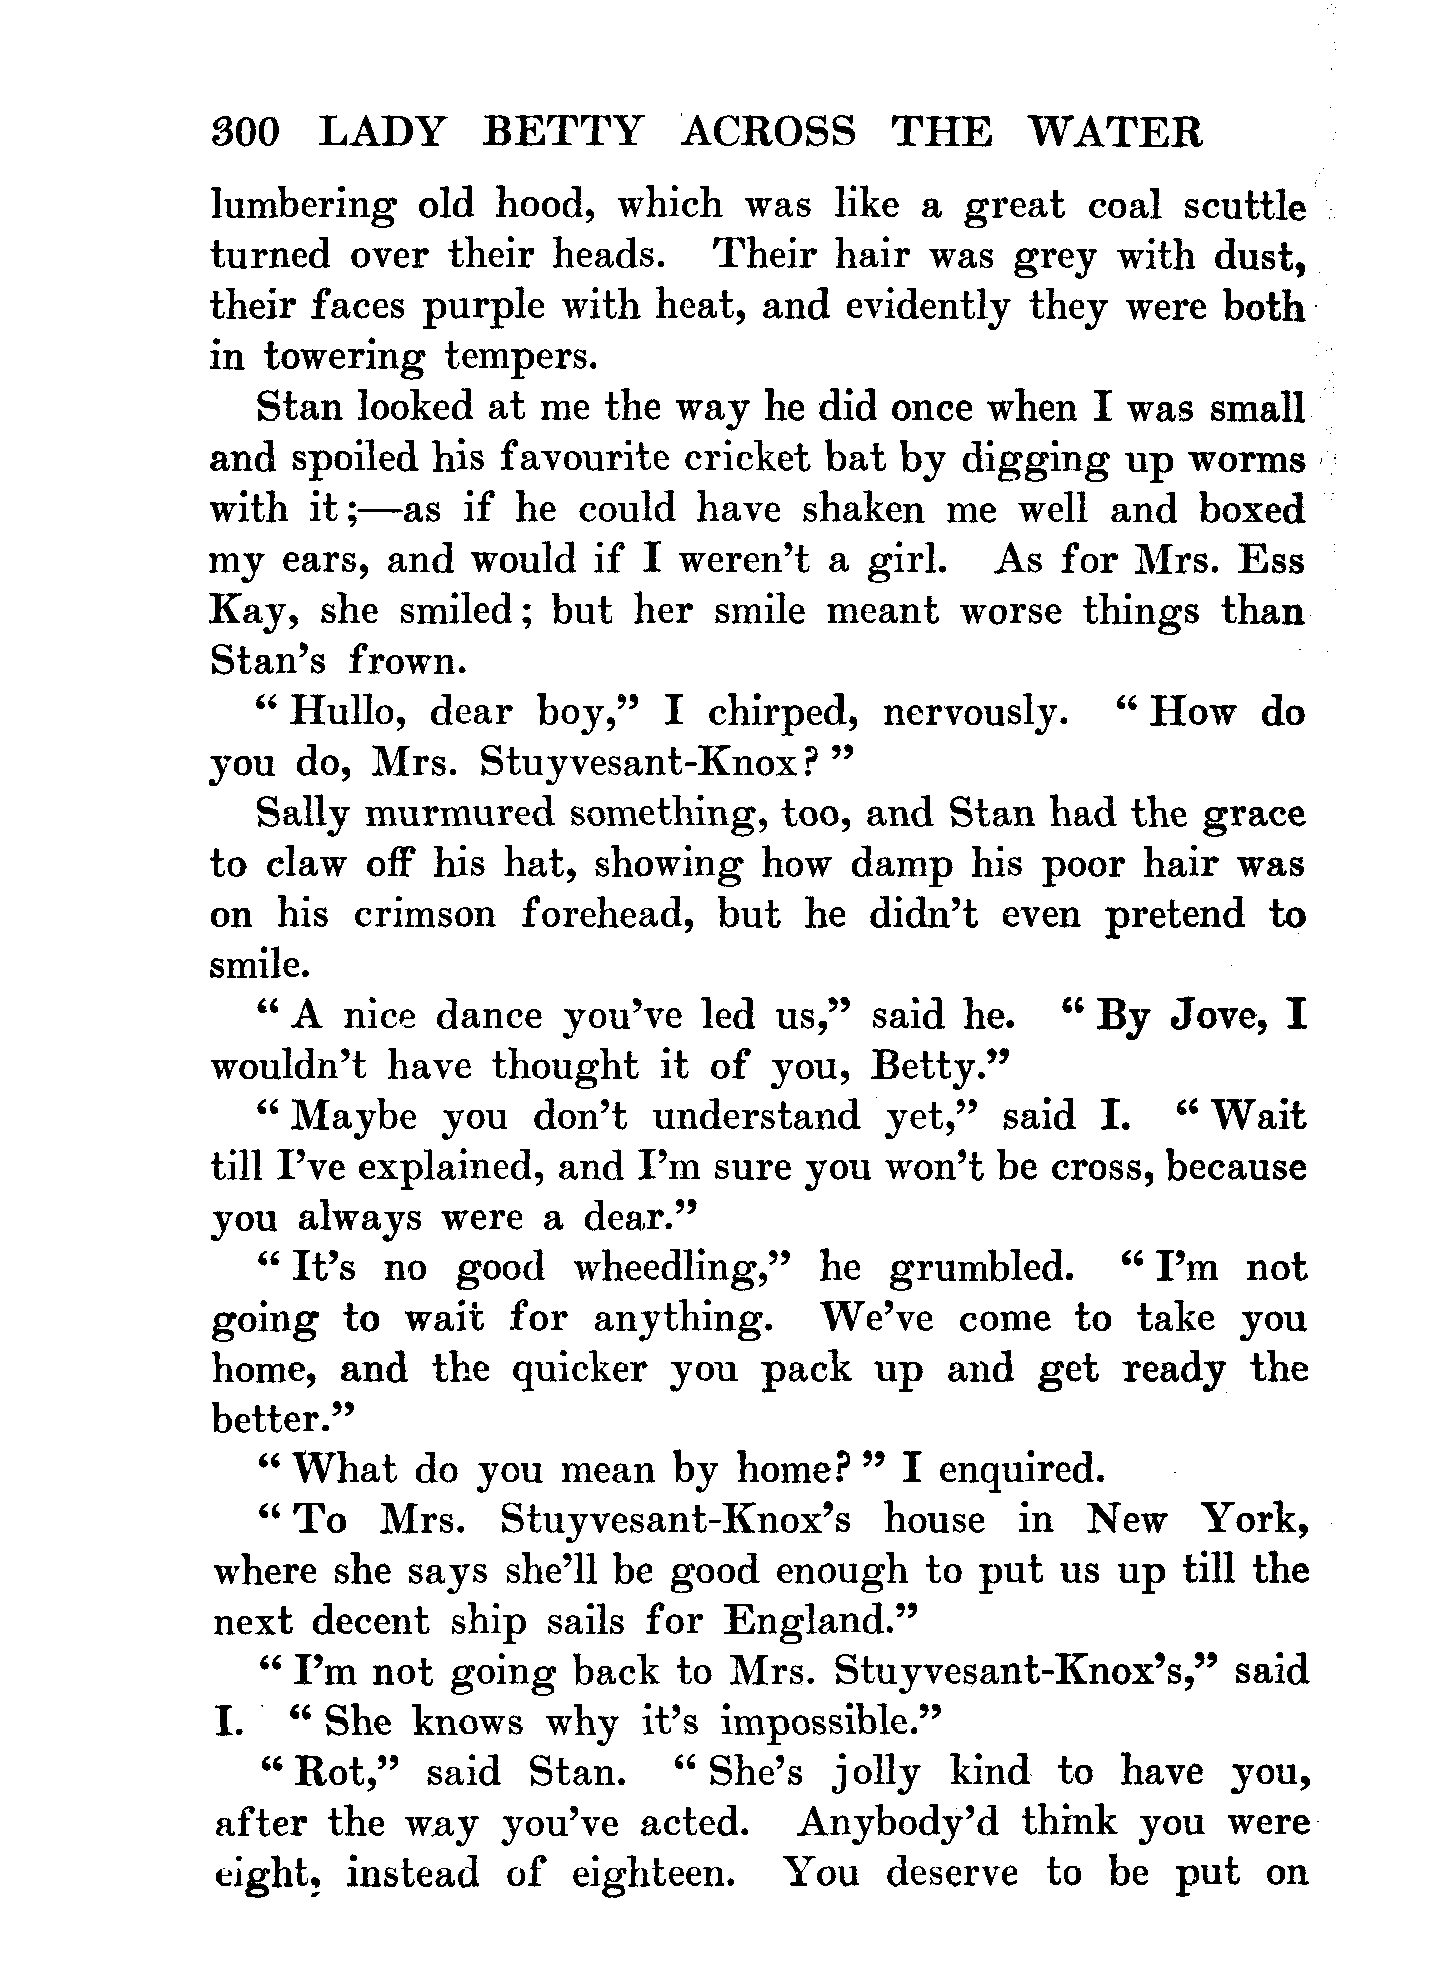 300 LADY BETTY ACROSS THE WATER
lumbering old hood, which was like a great coal scuttle
turned over their heads. Their hair was grey with dust,
their faces purple with heat, and evidently they were both
in towering tempers.
Stan looked at me the way he did once when I was small
and spoiled his favourite cricket bat by digging up worms
with it;—as if he could have shaken me well and boxed
my ears, and would if I weren't a girl. As for Mrs. Ess
Kay, she smiled; but her smile meant worse things than
Stan's frown.
“Hullo, dear boy,” I chirped, nervously. “How do
you do, Mrs. Stuyvesant-Knox?”
Sally murmured something, too, and Stan had the grace
to claw off his hat, showing how damp his poor hair was
on his crimson forehead, but he didn't even pretend to
smile.
“A nice dance you've led us,” said he. “By Jove, I
wouldn't have thought it of you, Betty.”
“Maybe you don't understand yet,” said I. “Wait
till I've explained, and I'm sure you won't be cross, because
you always were a dear.”
“It's no good wheedling,” he grumbled. “I'm not
going to wait for anything. We've come to take you
home, and the quicker you pack up and get ready the
better.”
“What do you mean by home?” I enquired.
“To Mrs. Stuyvesant-Knox's house in New York,
where she says she'll be good enough to put us up till the
next decent ship sails for England.”
“I'm not going back to Mrs. Stuyvesant-Knox's,” said
I. “She knows why it's impossible.”
“Rot,” said Stan. “She's jolly kind to have you,
after the way you've acted. Anybody'd think you were
eight, instead of eighteen. You deserve to be put on